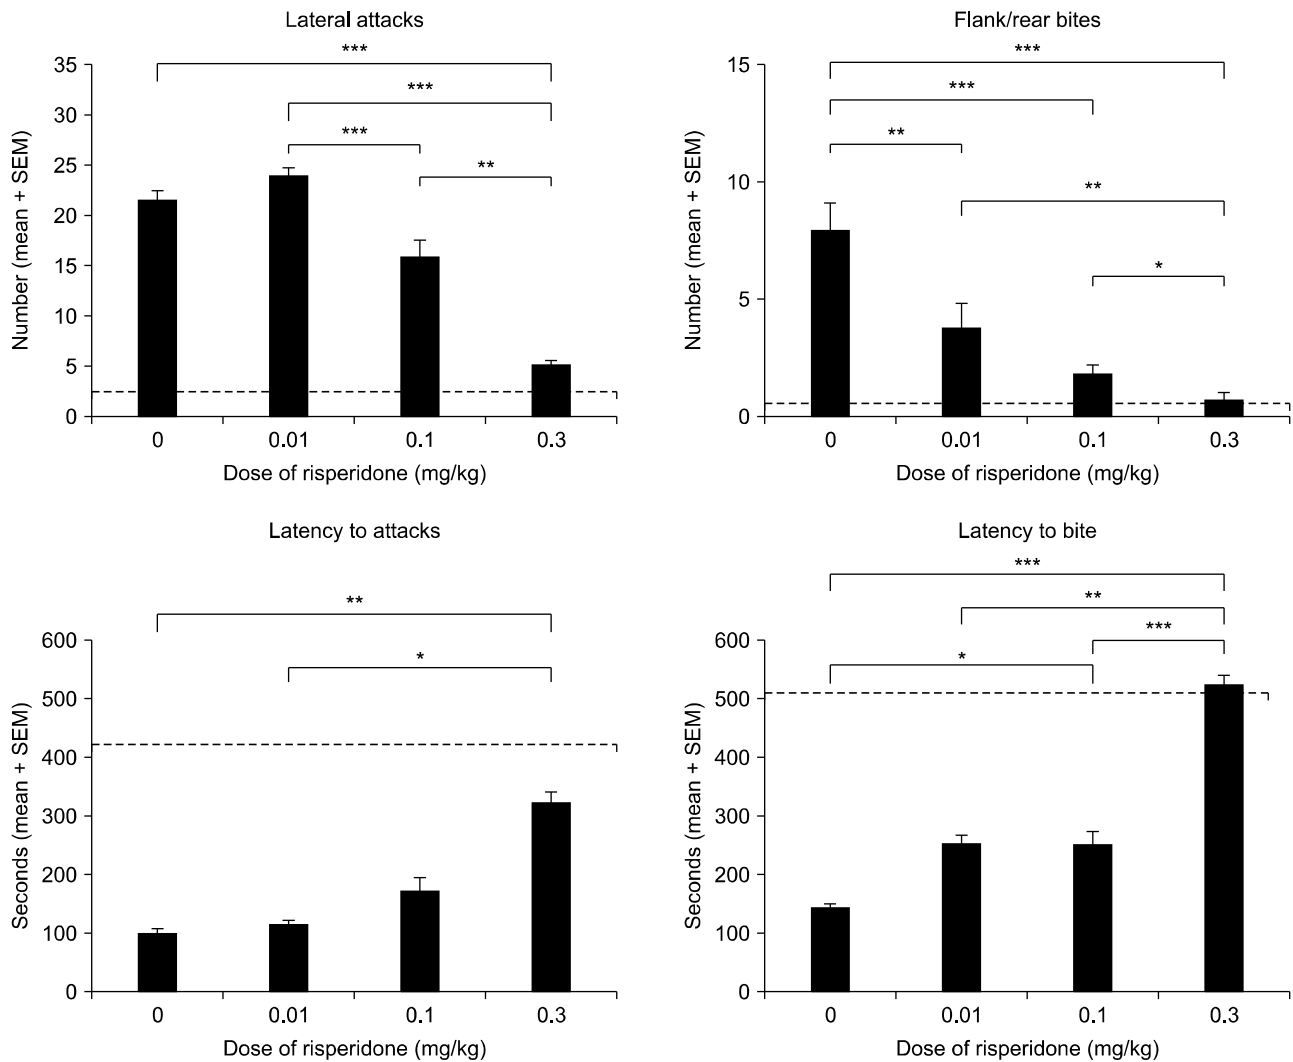 Lateral attacks
***
***
***
**
35
30
25
20
15
10
5
0
Number (mean + SEM)
0 0.01 0.1 0.3
Dose of risperidone (mg/kg)
Flank/rear bites
***
***
**
**
*
15
10
5
0
Number (mean + SEM)
0 0.01 0.1 0.3
Dose of risperidone (mg/kg)
Latency to attacks
**
*
600
500
400
300
200
100
0
Seconds (mean + SEM)
0 0.01 0.1 0.3
Dose of risperidone (mg/kg)
Latency to bite
***
**
***
*
600
500
400
300
200
100
0
Seconds (mean + SEM)
0 0.01 0.1 0.3
Dose of risperidone (mg/kg)